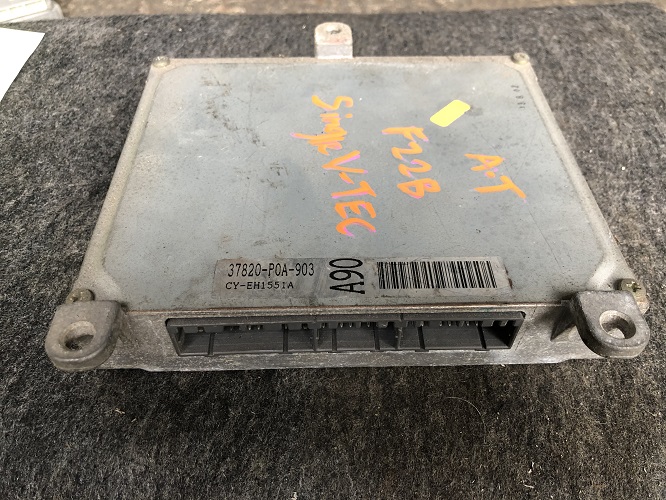 A-T
F22B
Single V-TEC
37820-P0A-903
CY-EH1551A
A90